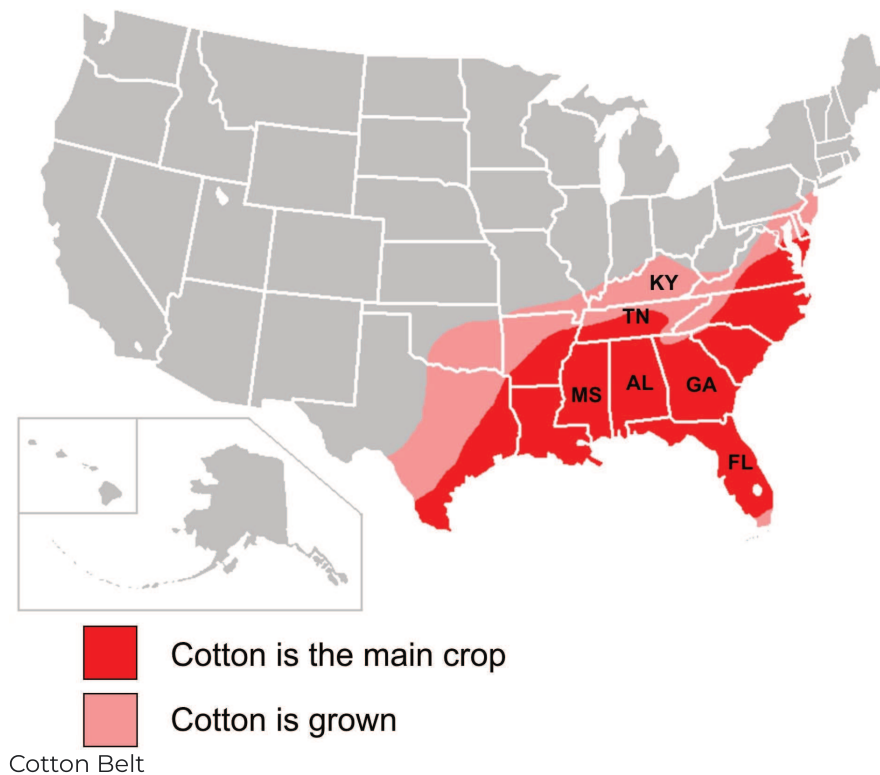 KY
TN
MS
AL
GA
FL
Cotton is the main crop
Cotton is grown
Cotton Belt